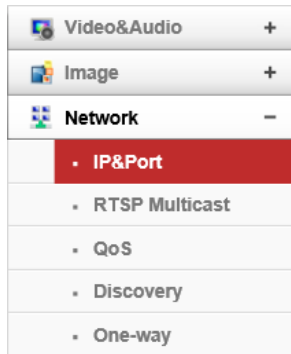 Video&Audio +
Image +
Network −
IP&Port
RTSP Multicast
QoS
Discovery
One-way